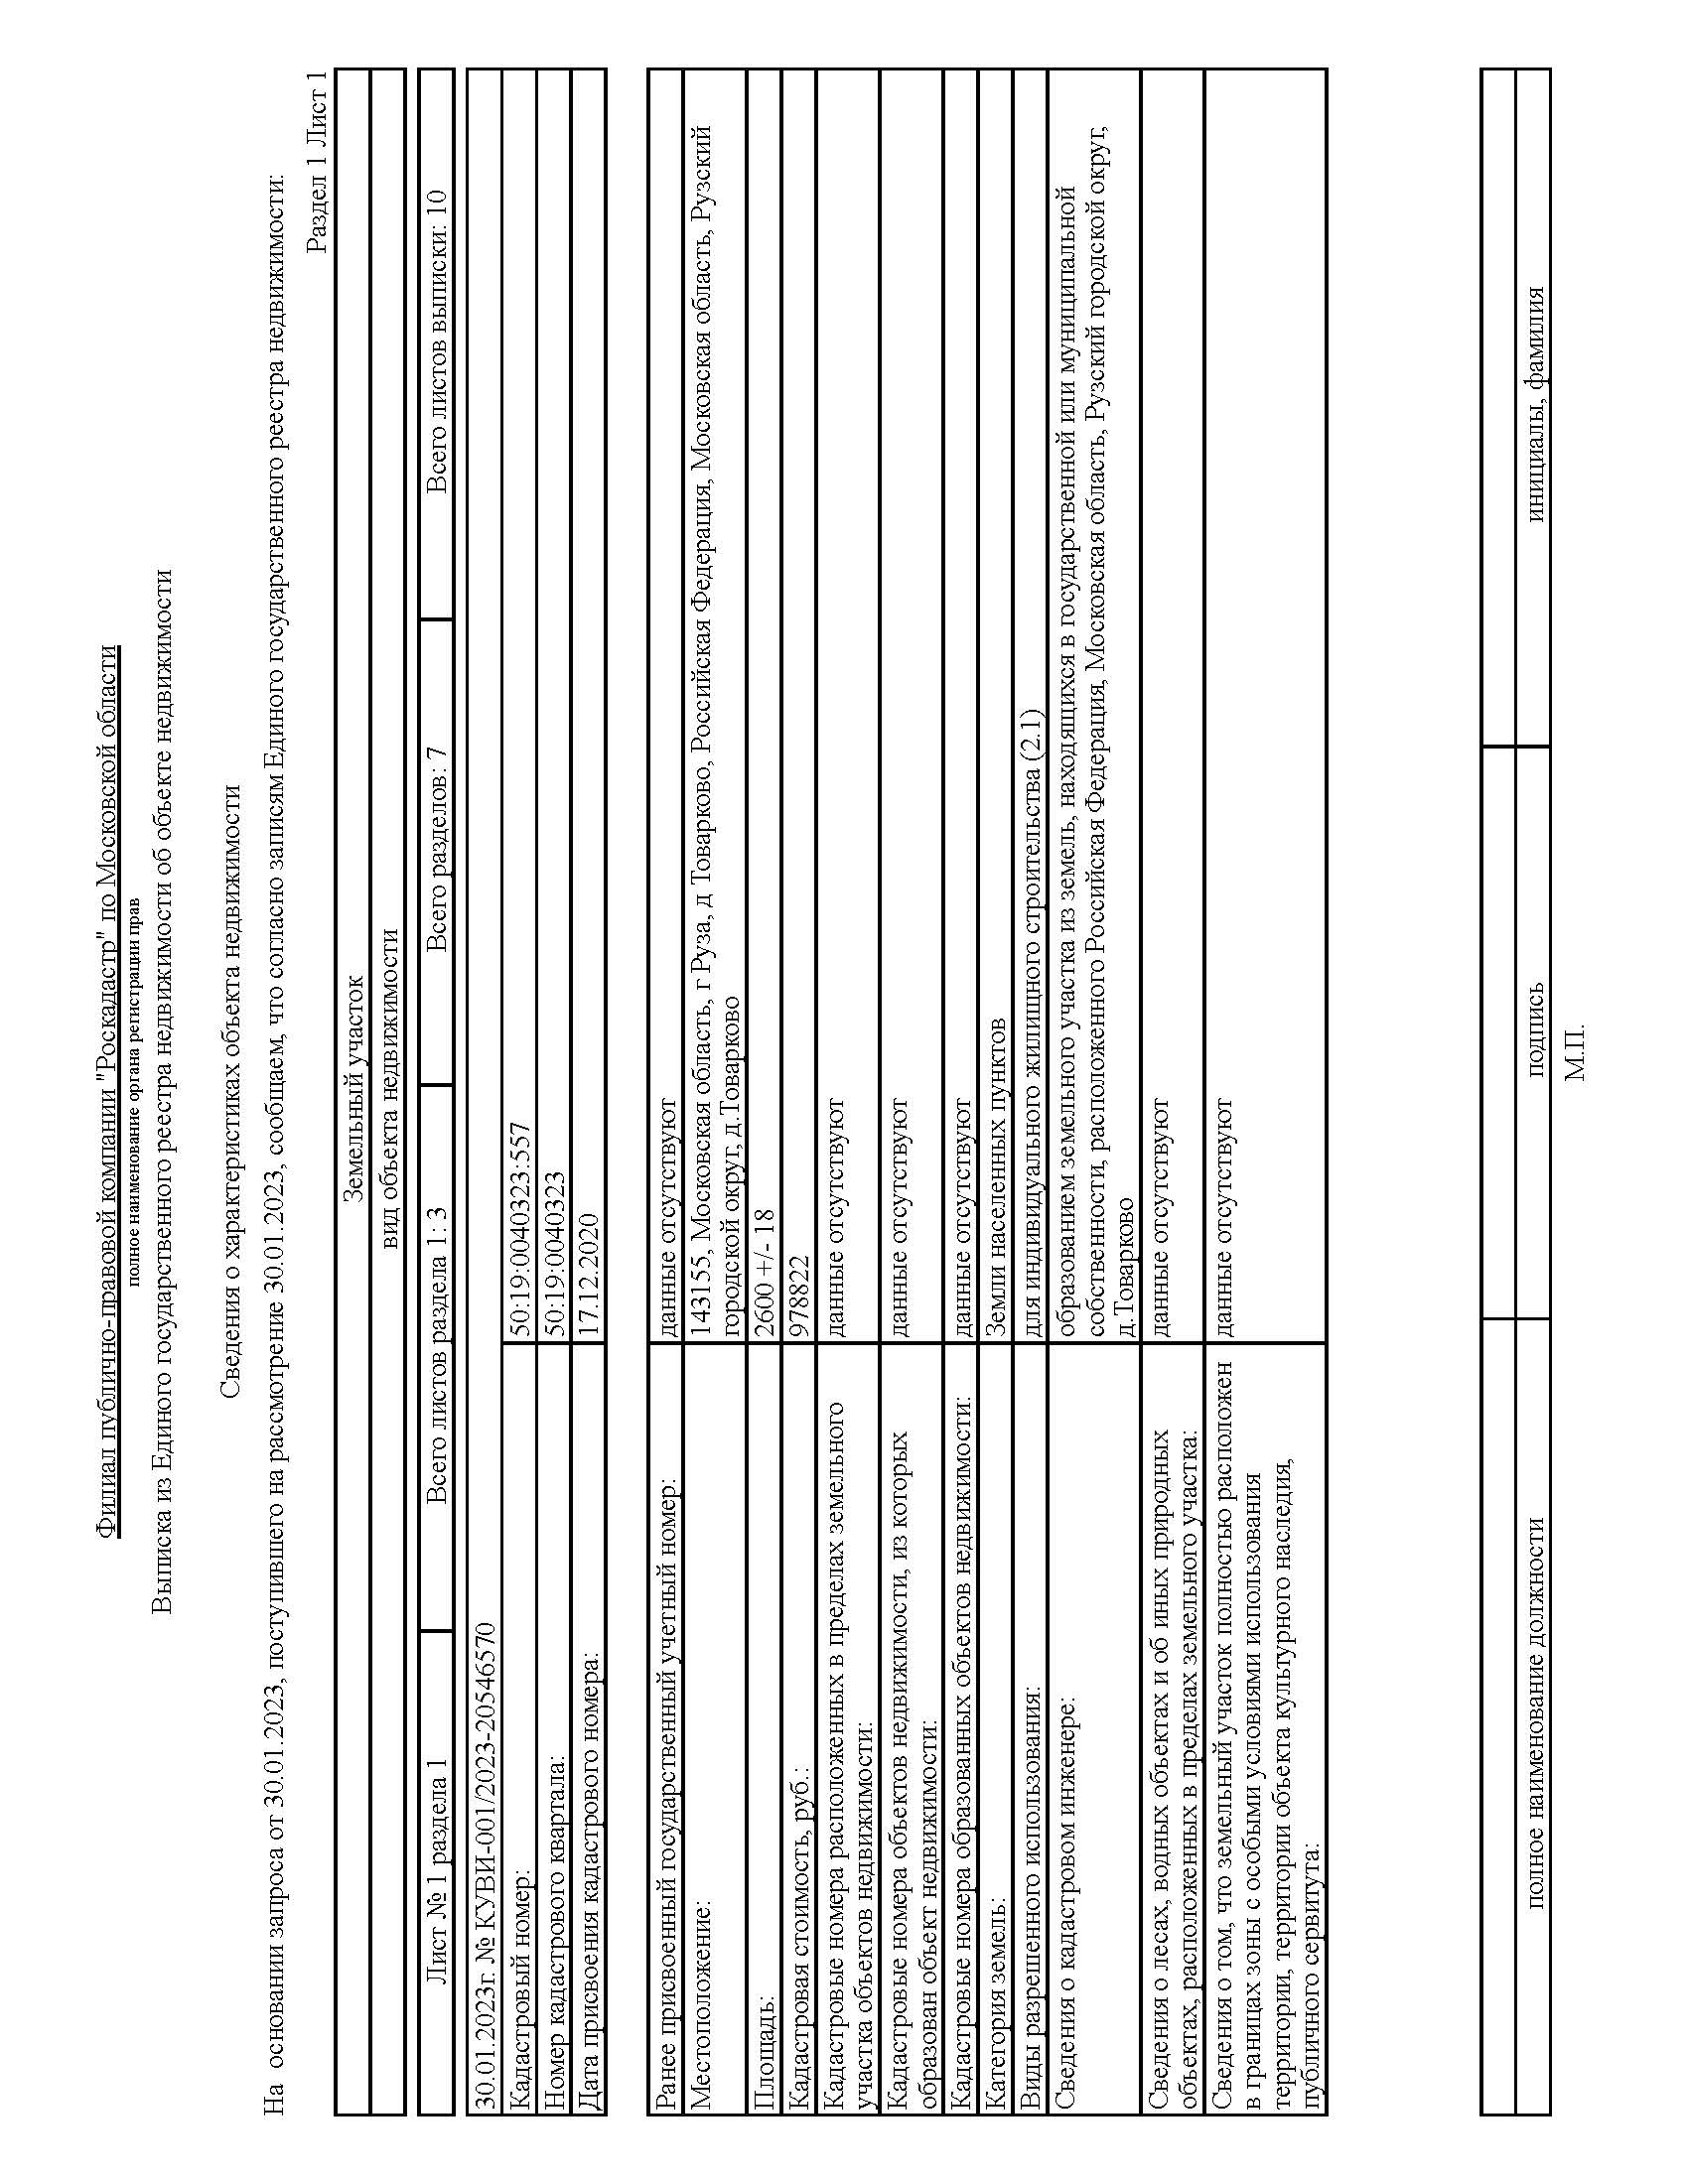 Филиал публично-правовой компании "Роскадастр" по Московской области
полное наименование органа регистрации прав
Выписка из Единого государственного реестра недвижимости об объекте недвижимости
Сведения о характеристиках объекта недвижимости
На основании запроса от 30.01.2023, поступившего на рассмотрение 30.01.2023, сообщаем, что согласно записям Единого государственного реестра недвижимости:
Раздел 1 Лист 1
Земельный участок
вид объекта недвижимости
Лист № 1 раздела 1
Всего листов раздела 1: 3
Всего разделов: 7
Всего листов выписки: 10
30.01.2023г. № КУВИ-001/2023-20546570
Кадастровый номер:
50:19:0040323:557
Номер кадастрового квартала:
50:19:0040323
Дата присвоения кадастрового номера:
17.12.2020
Ранее присвоенный государственный учетный номер:
данные отсутствуют
Местоположение:
143155, Московская область, г Руза, д Товарково, Российская Федерация, Московская область, Рузский
городской округ, д.Товарково
Площадь:
2600 +/- 18
Кадастровая стоимость, руб.:
978822
Кадастровые номера расположенных в пределах земельного
участка объектов недвижимости:
данные отсутствуют
Кадастровые номера объектов недвижимости, из которых
образован объект недвижимости:
данные отсутствуют
Кадастровые номера образованных объектов недвижимости:
данные отсутствуют
Категория земель:
Земли населенных пунктов
Виды разрешенного использования:
для индивидуального жилищного строительства (2.1)
Сведения о кадастровом инженере:
образованием земельного участка из земель, находящихся в государственной или муниципальной
собственности, расположенного Российская Федерация, Московская область, Рузский городской округ,
д.Товарково
Сведения о лесах, водных объектах и об иных природных
объектах, расположенных в пределах земельного участка:
данные отсутствуют
Сведения о том, что земельный участок полностью расположен
в границах зоны с особыми условиями использования
территории, территории объекта культурного наследия,
публичного сервитута:
данные отсутствуют
полное наименование должности
подпись
инициалы, фамилия
М.П.